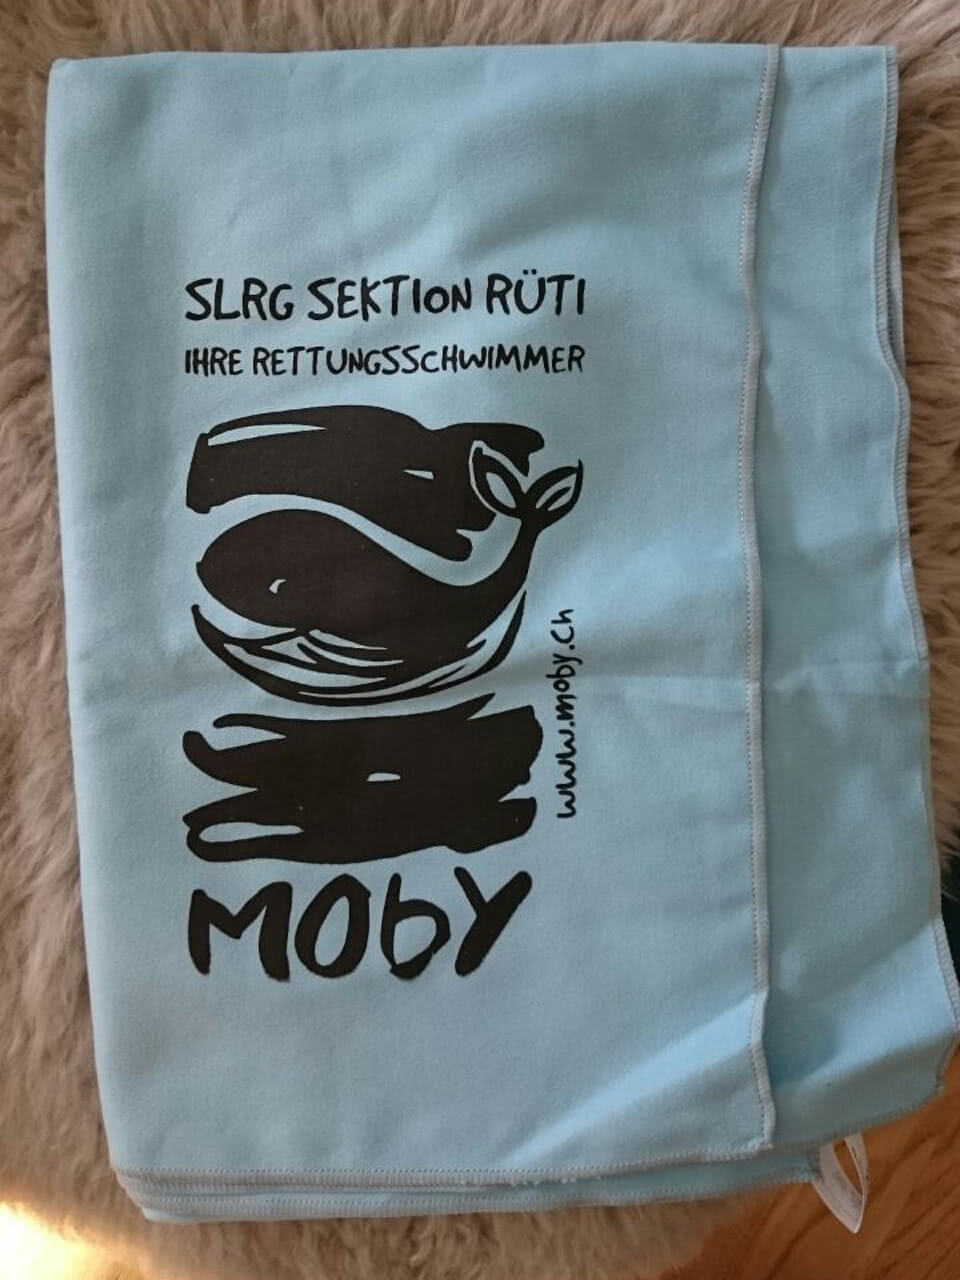 SLRG SEKTION RÜTI
IHRE RETTUNGSSCHWIMMER
www.moby.ch
MOBY